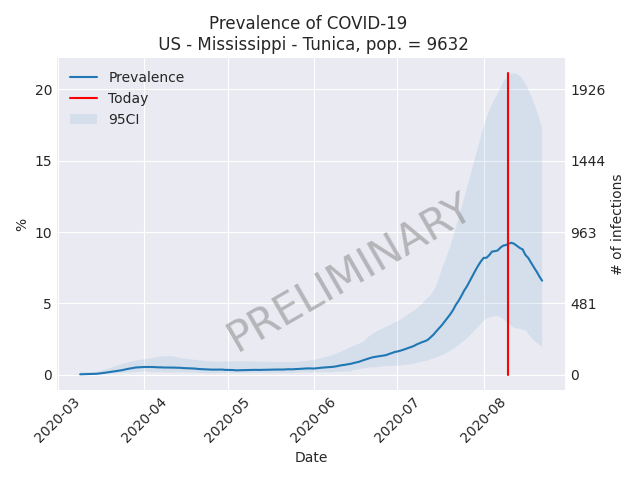 Prevalence of COVID-19
US - Mississippi - Tunica, pop. = 9632
Prevalence
Today
95CI
PRELIMINARY
%
20
15
10
5
0
1926
1444
963
481
0
# of infections
2020-03
2020-04
2020-05
2020-06
2020-07
2020-08
Date